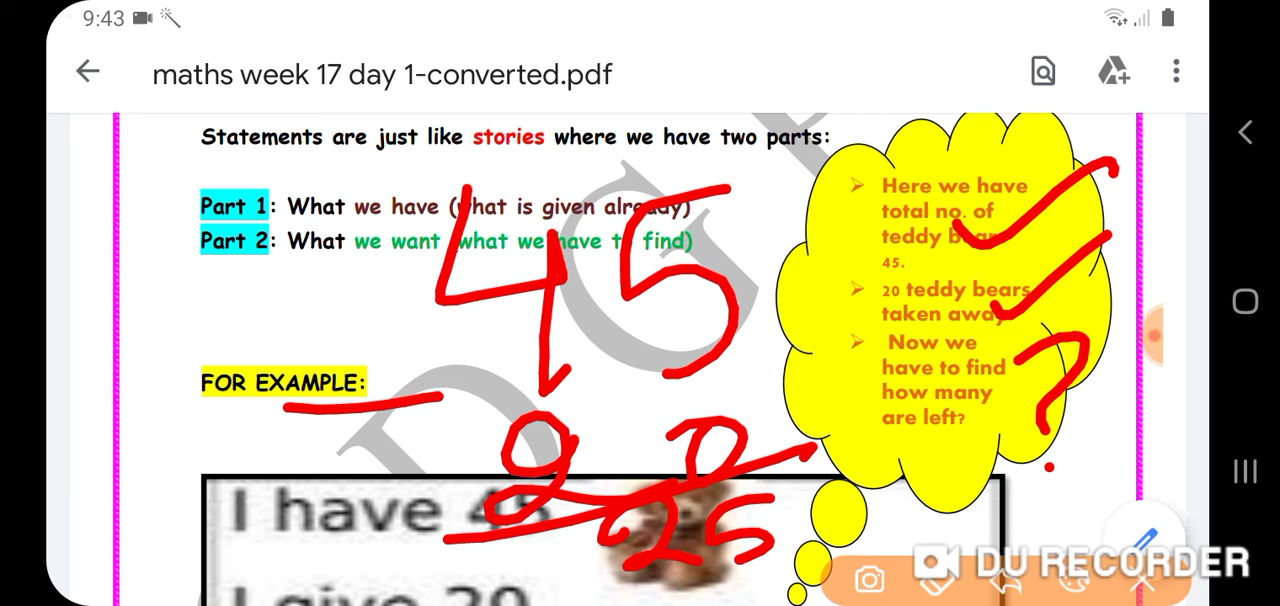 9:43
maths week 17 day 1-converted.pdf
Statements are just like stories where we have two parts:
Part 1: What we have (what is given already)
Part 2: What we want (what we have to find)
45
20
25
FOR EXAMPLE:
Here we have
total no. of
teddy bears
45.
20 teddy bears
taken away
Now we
have to find
how many
are left?
?
I have 45
I give 20
DU RECORDER